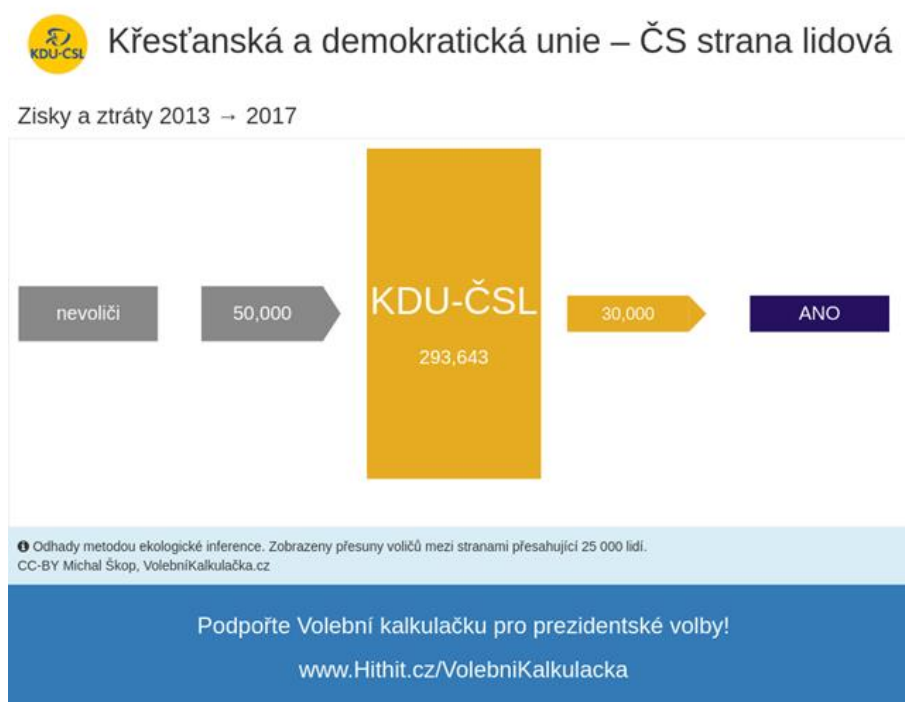 KDU-ČSL
Křesťanská a demokratická unie – ČS strana lidová
Zisky a ztráty 2013 → 2017
nevoliči
50,000
KDU-ČSL
293,643
30,000
ANO
Odhady metodou ekologické inference. Zobrazeny přesuny voličů mezi stranami přesahující 25 000 lidí.
CC-BY Michal Škop, VolebníKalkulačka.cz
Podpořte Volební kalkulačku pro prezidentské volby!
www.Hithit.cz/VolebniKalkulacka